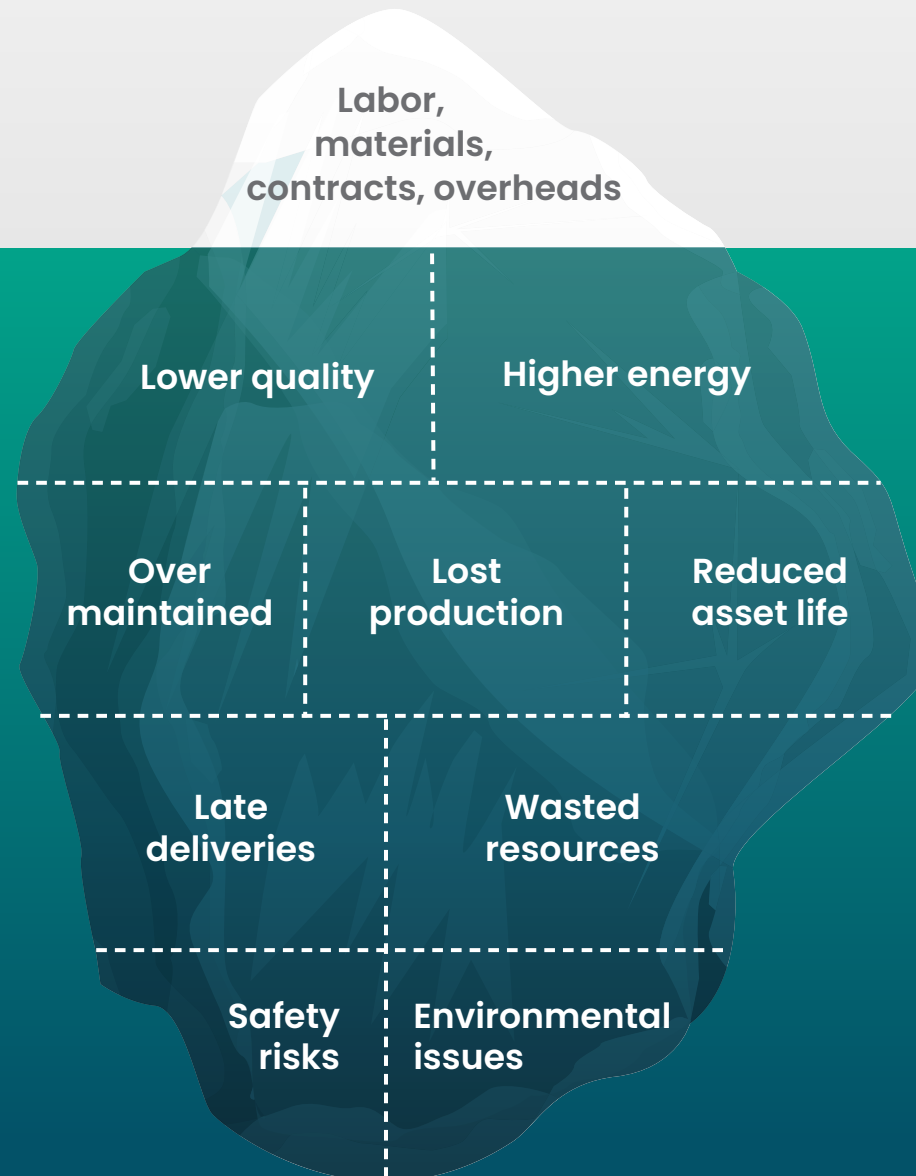 Labor,
materials,
contracts, overheads
Lower quality
Higher energy
Over
maintained
Lost
production
Reduced
asset life
Late
deliveries
Wasted
resources
Safety
risks
Environmental
issues